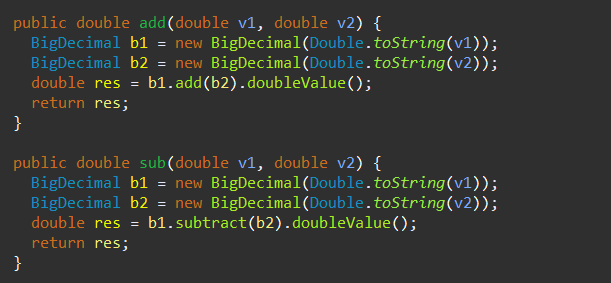 public double add(double v1, double v2) {
  BigDecimal b1 = new BigDecimal(Double.toString(v1));
  BigDecimal b2 = new BigDecimal(Double.toString(v2));
  double res = b1.add(b2).doubleValue();
  return res;
}

public double sub(double v1, double v2) {
  BigDecimal b1 = new BigDecimal(Double.toString(v1));
  BigDecimal b2 = new BigDecimal(Double.toString(v2));
  double res = b1.subtract(b2).doubleValue();
  return res;
}